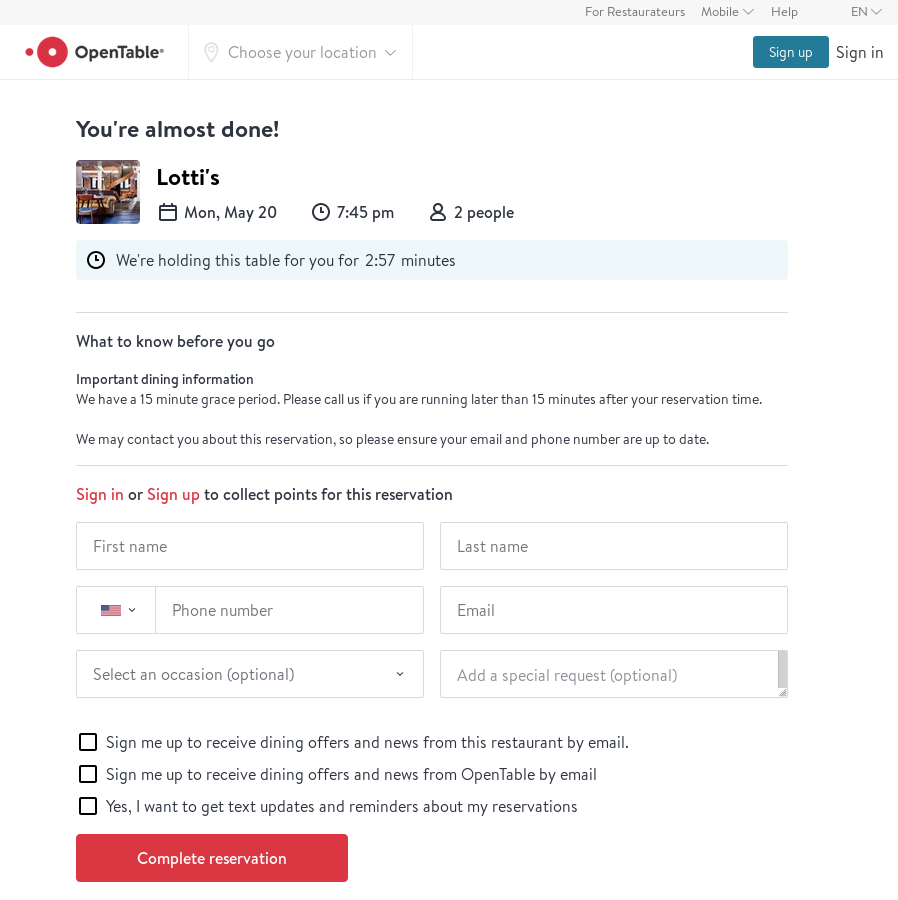 For Restaurateurs Mobile Help EN
OpenTable® Choose your location Sign up Sign in
You're almost done!
Lotti's
Mon, May 20 7:45 pm 2 people
We're holding this table for you for 2:57 minutes
What to know before you go
Important dining information
We have a 15 minute grace period. Please call us if you are running later than 15 minutes after your reservation time.
We may contact you about this reservation, so please ensure your email and phone number are up to date.
Sign in or Sign up to collect points for this reservation
First name Last name
Phone number Email
Select an occasion (optional) Add a special request (optional)
Sign me up to receive dining offers and news from this restaurant by email.
Sign me up to receive dining offers and news from OpenTable by email
Yes, I want to get text updates and reminders about my reservations
Complete reservation